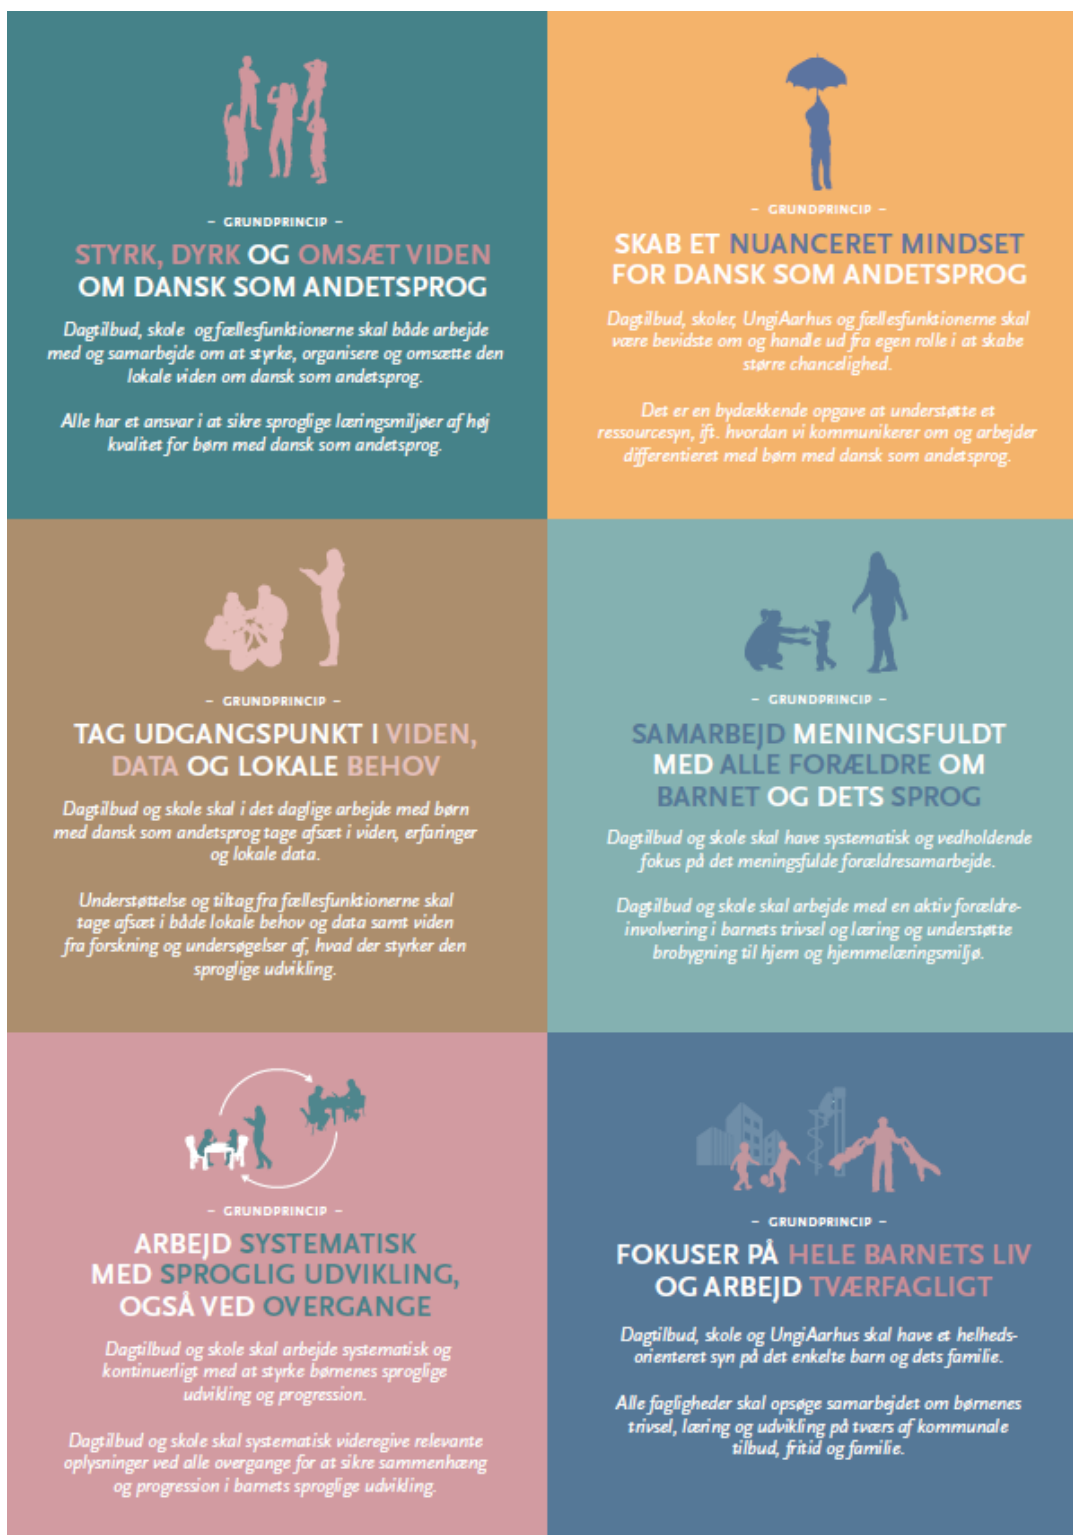 – GRUNDPRINCIP –
STYRK, DYRK OG OMSÆT VIDEN
OM DANSK SOM ANDETSPROG
Dagtilbud, skole og fællesfunktionerne skal både arbejde
med og samarbejde om at styrke, organisere og omsætte den
lokale viden om dansk som andetsprog.
Alle har et ansvar i at sikre sproglige læringsmiljøer af høj
kvalitet for børn med dansk som andetsprog.
– GRUNDPRINCIP –
SKAB ET NUANCERET MINDSET
FOR DANSK SOM ANDETSPROG
Dagtilbud, skoler, UngiAarhus og fællesfunktionerne skal
være bevidste om og handle ud fra egen rolle i at skabe
større chancelighed.
Det er en bydækkende opgave at understøtte et
ressourcesyn, ift. hvordan vi kommunikerer om og arbejder
differentieret med børn med dansk som andetsprog.
– GRUNDPRINCIP –
TAG UDGANGSPUNKT I VIDEN,
DATA OG LOKALE BEHOV
Dagtilbud og skole skal i det daglige arbejde med børn
med dansk som andetsprog tage afsæt i viden, erfaringer
og lokale data.
Understøttelse og tiltag fra fællesfunktionerne skal
tage afsæt i både lokale behov og data samt viden
fra forskning og undersøgelser af, hvad der styrker den
sproglige udvikling.
– GRUNDPRINCIP –
SAMARBEJD MENINGSFULDT
MED ALLE FORÆLDRE OM
BARNET OG DETS SPROG
Dagtilbud og skole skal have systematisk og vedholdende
fokus på det meningsfulde forældresamarbejde.
Dagtilbud og skole skal arbejde med en aktiv forældre-
involvering i barnets trivsel og læring og understøtte
brobygning til hjem og hjemmelæringsmiljø.
– GRUNDPRINCIP –
ARBEJD SYSTEMATISK
MED SPROGLIG UDVIKLING,
OGSÅ VED OVERGANGE
Dagtilbud og skole skal arbejde systematisk og
kontinuerligt med at styrke børnenes sproglige
udvikling og progression.
Dagtilbud og skole skal systematisk videregive relevante
oplysninger ved alle overgange for at sikre sammenhæng
og progression i barnets sproglige udvikling.
– GRUNDPRINCIP –
FOKUSER PÅ HELE BARNETS LIV
OG ARBEJD TVÆRFAGLIGT
Dagtilbud, skole og UngiAarhus skal have et helheds-
orienteret syn på det enkelte barn og dets familie.
Alle fagligheder skal opsøge samarbejdet om børnenes
trivsel, læring og udvikling på tværs af kommunale
tilbud, fritid og familie.